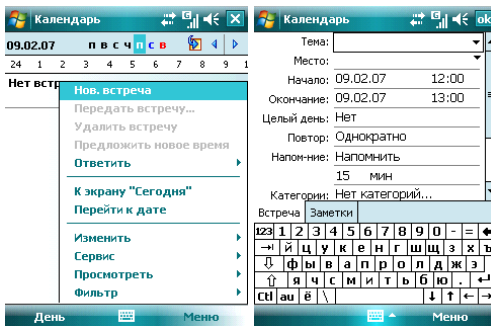 Календарь
09.02.07 п в с ч п с в
24 1 2 3 4 5 6 7 8 9 1
Нет встр
Нов. встреча
Передать встречу...
Удалить встречу
Предложить новое время
Ответить
К экрану "Сегодня"
Перейти к дате
Изменить
Сервис
Просмотреть
Фильтр
День Меню
Календарь ok
Тема:
Место:
Начало: 09.02.07 12:00
Окончание: 09.02.07 13:00
Целый день: Нет
Повтор: Однократно
Напом-ние: Напомнить
15 мин
Категории: Нет категорий...
Встреча Заметки
123 1 2 3 4 5 6 7 8 9 0 - =
й ц у к е н г ш щ з х ъ
ф ы в а п р о л д ж э
я ч с м и т ь б ю .
Ctl au ё \
Меню